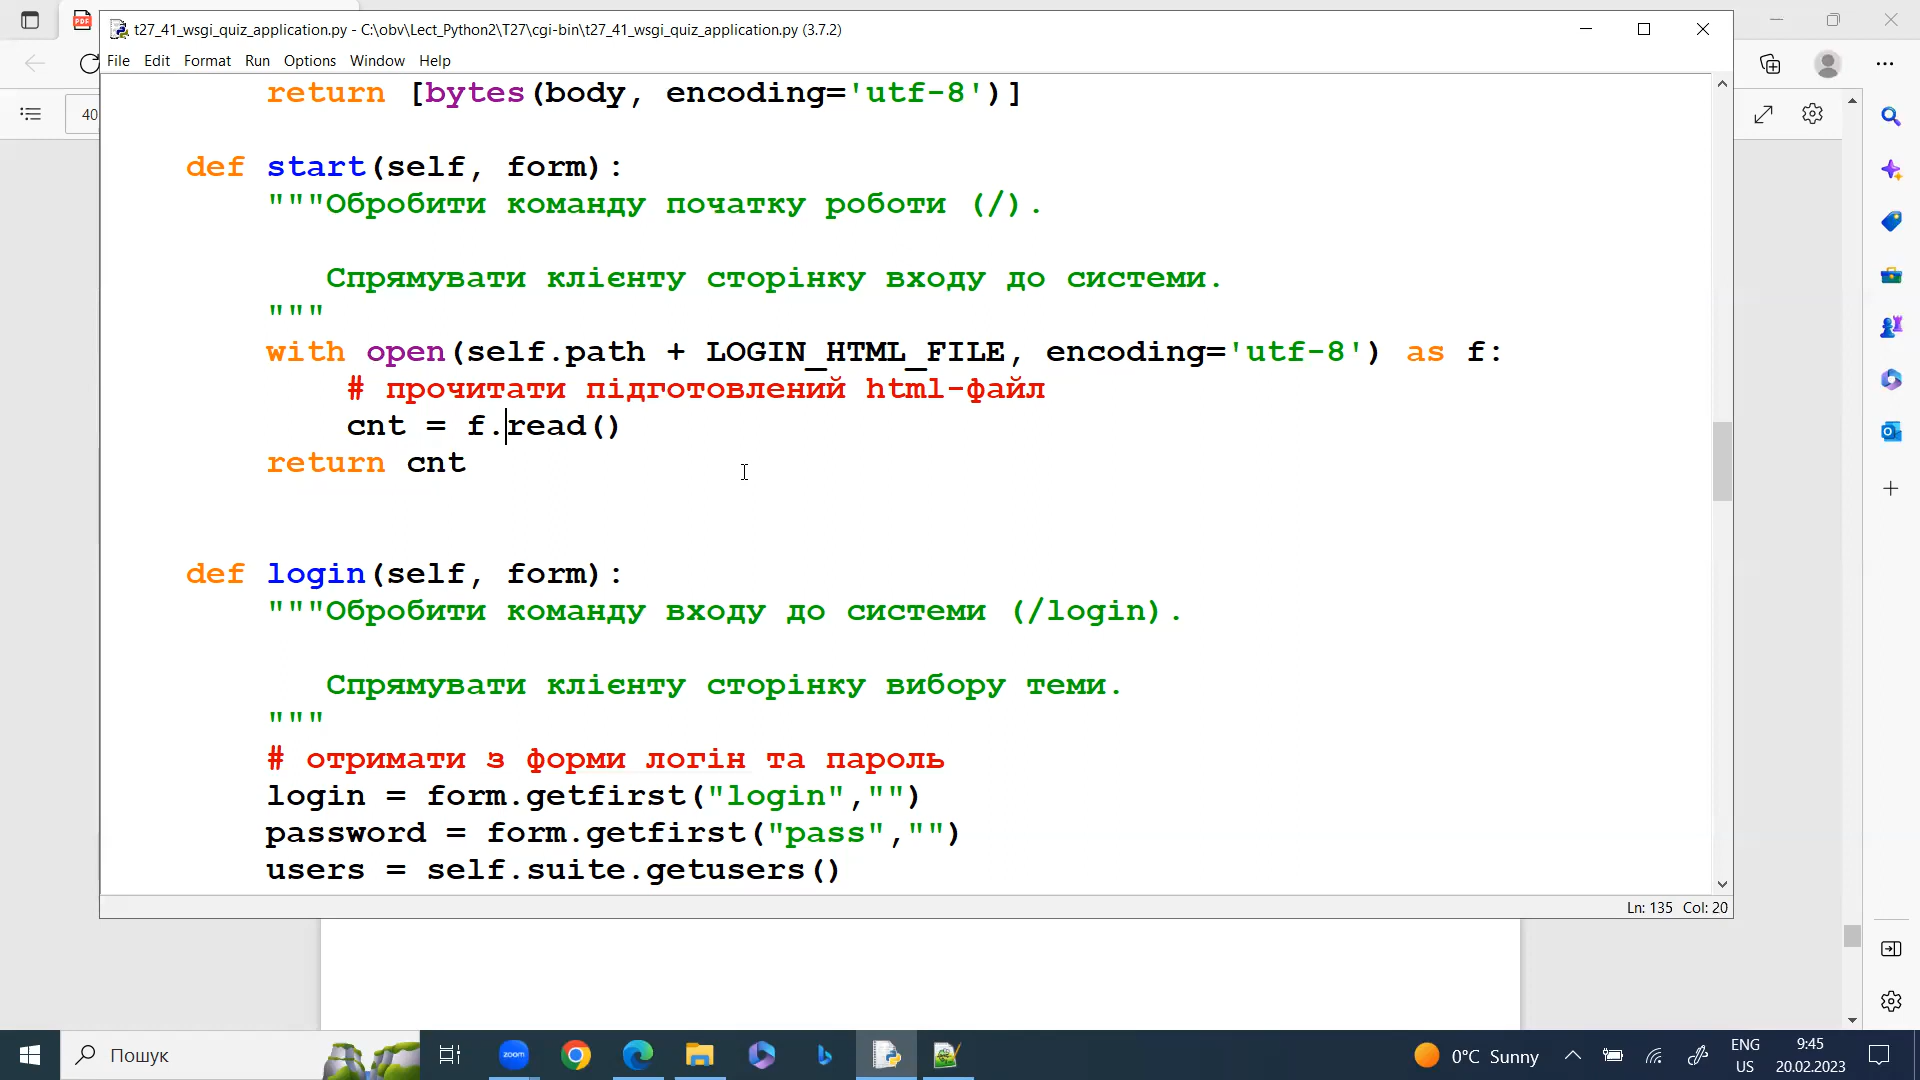 t27_41_wsgi_quiz_application.py - C:\obv\Lect_Python2\T27\cgi-bin\t27_41_wsgi_quiz_application.py (3.7.2)
File Edit Format Run Options Window Help
40
return [bytes(body, encoding='utf-8')]
def start(self, form):
"""Обробити команду початку роботи (/).
Спрямувати клієнту сторінку входу до системи.
"""
with open(self.path + LOGIN_HTML_FILE, encoding='utf-8') as f:
# прочитати підготовлений html-файл
cnt = f.read()
return cnt
def login(self, form):
"""Обробити команду входу до системи (/login).
Спрямувати клієнту сторінку вибору теми.
"""
# отримати з форми логін та пароль
login = form.getfirst("login","")
password = form.getfirst("pass","")
users = self.suite.getusers()
Ln: 135 Col: 20
Пошук
zoom
0°C Sunny
ENG
US
9:45
20.02.2023